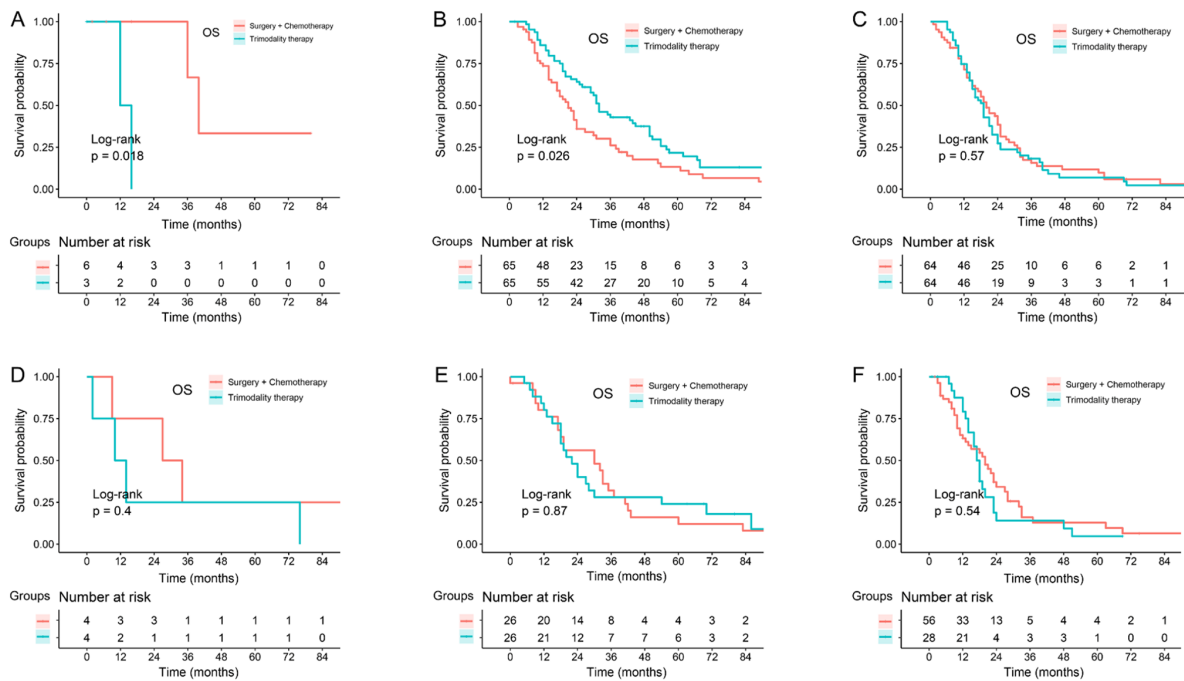 A
OS
Surgery + Chemotherapy
Trimodality therapy
Survival probability
1.00
0.75
0.50
0.25
0.00
Log-rank
p = 0.018
0 12 24 36 48 60 72 84
Time (months)
Groups Number at risk
6 4 3 3 1 1 1 0
3 2 0 0 0 0 0 0
0 12 24 36 48 60 72 84
Time (months)
B
OS
Surgery + Chemotherapy
Trimodality therapy
Survival probability
1.00
0.75
0.50
0.25
0.00
Log-rank
p = 0.026
0 12 24 36 48 60 72 84
Time (months)
Groups Number at risk
65 48 23 15 8 6 3 3
65 55 42 27 20 10 5 4
0 12 24 36 48 60 72 84
Time (months)
C
OS
Surgery + Chemotherapy
Trimodality therapy
Survival probability
1.00
0.75
0.50
0.25
0.00
Log-rank
p = 0.57
0 12 24 36 48 60 72 84
Time (months)
Groups Number at risk
64 46 25 10 6 6 2 1
64 46 19 9 3 3 1 1
0 12 24 36 48 60 72 84
Time (months)
D
OS
Surgery + Chemotherapy
Trimodality therapy
Survival probability
1.00
0.75
0.50
0.25
0.00
Log-rank
p = 0.4
0 12 24 36 48 60 72 84
Time (months)
Groups Number at risk
4 3 3 1 1 1 1 1
4 2 1 1 1 1 1 0
0 12 24 36 48 60 72 84
Time (months)
E
OS
Surgery + Chemotherapy
Trimodality therapy
Survival probability
1.00
0.75
0.50
0.25
0.00
Log-rank
p = 0.87
0 12 24 36 48 60 72 84
Time (months)
Groups Number at risk
26 20 14 8 4 4 3 2
26 21 12 7 7 6 3 2
0 12 24 36 48 60 72 84
Time (months)
F
OS
Surgery + Chemotherapy
Trimodality therapy
Survival probability
1.00
0.75
0.50
0.25
0.00
Log-rank
p = 0.54
0 12 24 36 48 60 72 84
Time (months)
Groups Number at risk
56 33 13 5 4 4 2 1
28 21 4 3 3 1 0 0
0 12 24 36 48 60 72 84
Time (months)